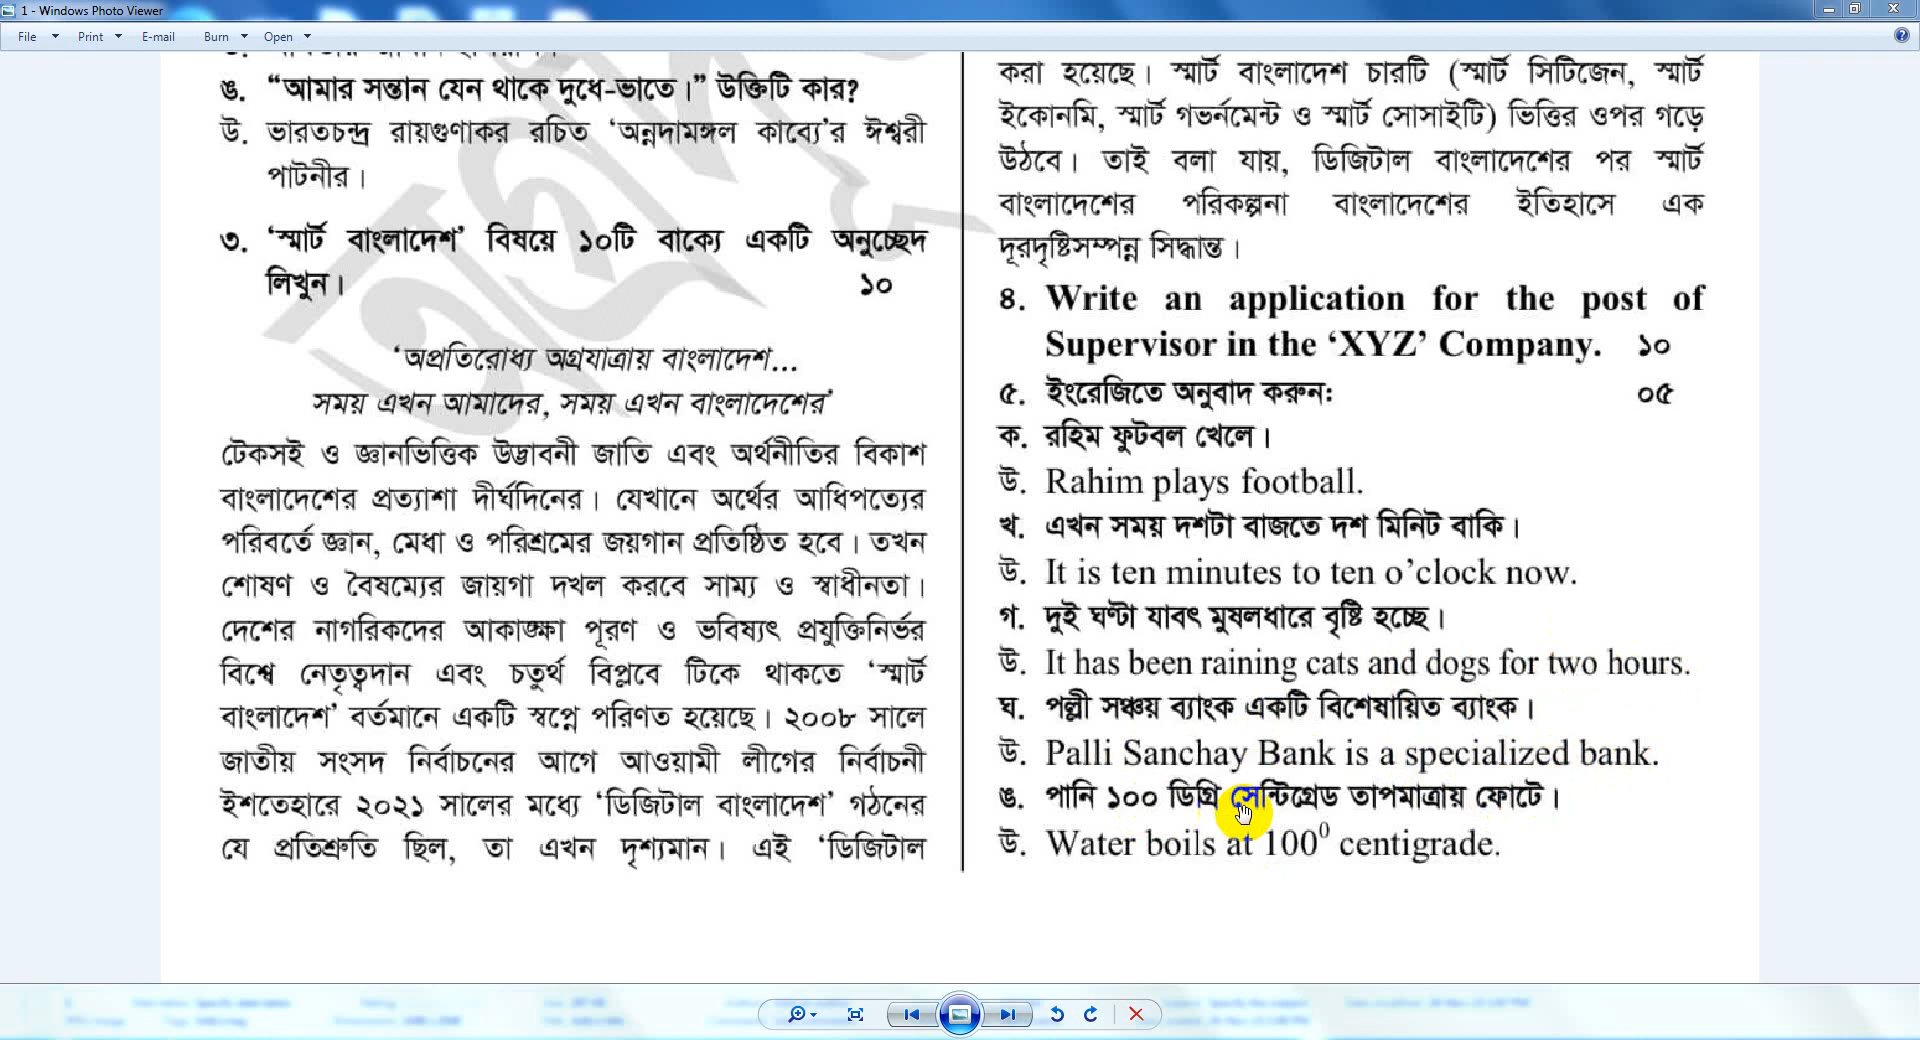 1 - Windows Photo Viewer
File Print E-mail Burn Open
ঙ. “আমার সন্তান যেন থাকে দুধে-ভাতে।” উক্তিটি কার?
উ. ভারতচন্দ্র রায়গুণাকর রচিত ‘অন্নদামঙ্গল কাব্যে’র ঈশ্বরী
পাটনীর।
৩. ‘স্মার্ট বাংলাদেশ’ বিষয়ে ১০টি বাক্যে একটি অনুচ্ছেদ
লিখুন। ১০
‘অপ্রতিরোধ্য অগ্রযাত্রায় বাংলাদেশ...
সময় এখন আমাদের, সময় এখন বাংলাদেশের’
টেকসই ও জ্ঞানভিত্তিক উদ্ভাবনী জাতি এবং অর্থনীতির বিকাশ
বাংলাদেশের প্রত্যাশা দীর্ঘদিনের। যেখানে অর্থের আধিপত্যের
পরিবর্তে জ্ঞান, মেধা ও পরিশ্রমের জয়গান প্রতিষ্ঠিত হবে। তখন
শোষণ ও বৈষম্যের জায়গা দখল করবে সাম্য ও স্বাধীনতা।
দেশের নাগরিকদের আকাঙ্ক্ষা পূরণ ও ভবিষ্যৎ প্রযুক্তিনির্ভর
বিশ্বে নেতৃত্বদান এবং চতুর্থ বিপ্লবে টিকে থাকতে ‘স্মার্ট
বাংলাদেশ’ বর্তমানে একটি স্বপ্নে পরিণত হয়েছে। ২০০৮ সালে
জাতীয় সংসদ নির্বাচনের আগে আওয়ামী লীগের নির্বাচনী
ইশতেহারে ২০২১ সালের মধ্যে ‘ডিজিটাল বাংলাদেশ’ গঠনের
যে প্রতিশ্রুতি ছিল, তা এখন দৃশ্যমান। এই ‘ডিজিটাল
করা হয়েছে। স্মার্ট বাংলাদেশ চারটি (স্মার্ট সিটিজেন, স্মার্ট
ইকোনমি, স্মার্ট গভর্নমেন্ট ও স্মার্ট সোসাইটি) ভিত্তির ওপর গড়ে
উঠবে। তাই বলা যায়, ডিজিটাল বাংলাদেশের পর স্মার্ট
বাংলাদেশের পরিকল্পনা বাংলাদেশের ইতিহাসে এক
দূরদৃষ্টিসম্পন্ন সিদ্ধান্ত।
৪. Write an application for the post of
Supervisor in the ‘XYZ’ Company. ১০
৫. ইংরেজিতে অনুবাদ করুন: ০৫
ক. রহিম ফুটবল খেলে।
উ. Rahim plays football.
খ. এখন সময় দশটা বাজতে দশ মিনিট বাকি।
উ. It is ten minutes to ten o’clock now.
গ. দুই ঘণ্টা যাবৎ মুষলধারে বৃষ্টি হচ্ছে।
উ. It has been raining cats and dogs for two hours.
ঘ. পল্লী সঞ্চয় ব্যাংক একটি বিশেষায়িত ব্যাংক।
উ. Palli Sanchay Bank is a specialized bank.
ঙ. পানি ১০০ ডিগ্রি সেন্টিগ্রেড তাপমাত্রায় ফোটে।
উ. Water boils at 100⁰ centigrade.